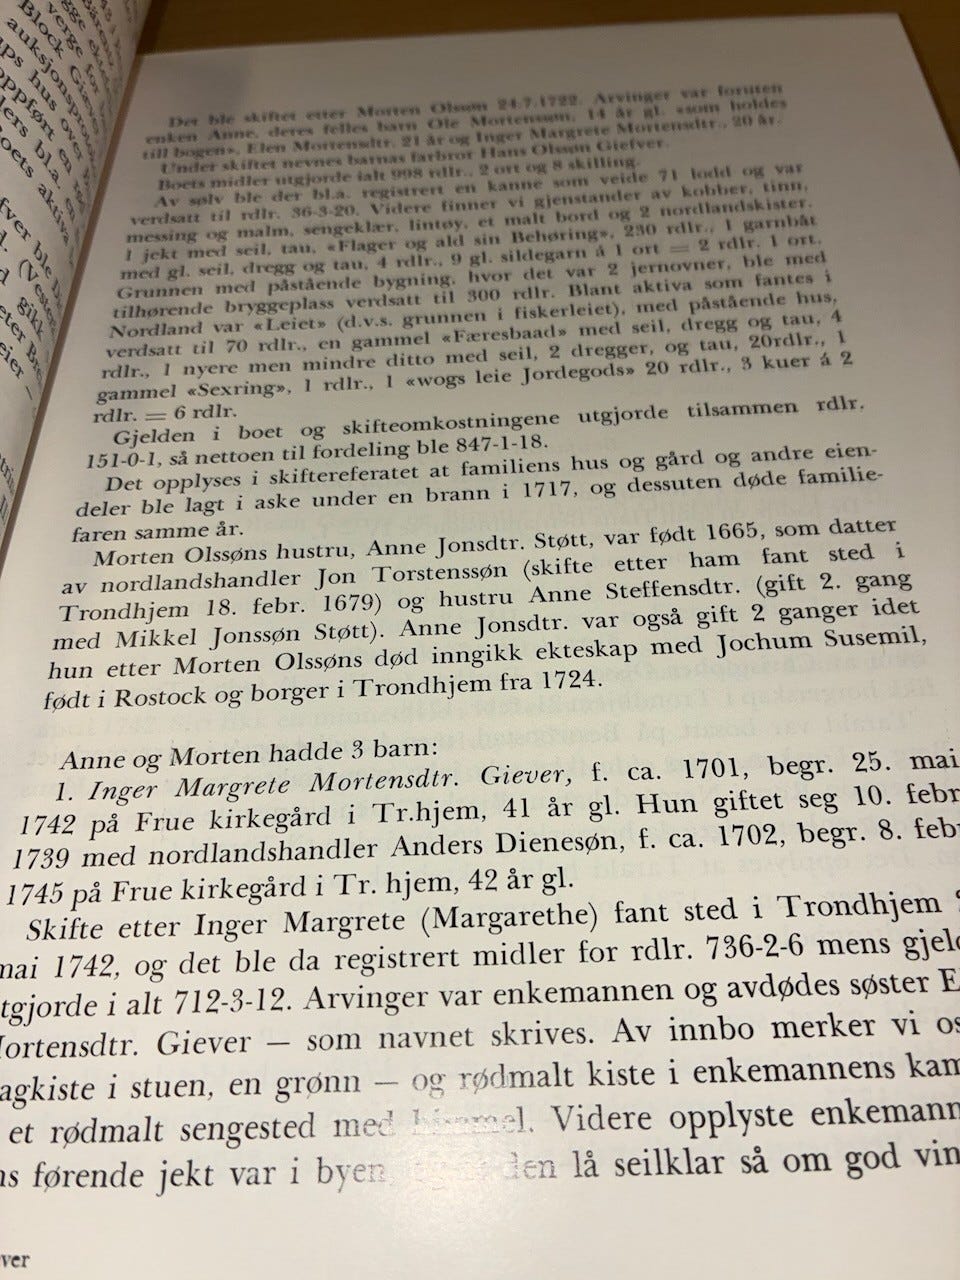 Det ble skiftet etter Morten Olsøn 24.7.1722. Arvinger var foruten
enken Anne, deres felles barn Ole Mortenssøn, 14 år gl. «som holdes
till bogen», Elen Mortensdtr. 21 år og Inger Margrete Mortensdtr., 20 år.
Under skiftet nevnes barnas farbror Hans Olssøn Giefver.
Boets midler utgjorde ialt 998 rdlr., 2 ort og 8 skilling.
Av sølv ble der bl.a. registrert en kanne som veide 71 lodd og var
verdsatt til rdlr. 36-3-20. Videre finner vi gjenstander av kobber, tinn,
messing og malm, sengeklær, lintøy, et malt bord og 2 nordlandskister.
1 jekt med seil, tau, «Flager og ald sin Behøring», 230 rdlr., 1 garnbåt
med gl. seil, dregg og tau, 4 rdlr., 9 gl. sildegarn á 1 ort = 2 rdlr. 1 ort.
Grunnen med påstående bygning, hvor det var 2 jernovner, ble med
tilhørende bryggeplass verdsatt til 300 rdlr. Blant aktiva som fantes i
Nordland var «Leiet» (d.v.s. grunnen i fiskerleiet), med påstående hus,
verdsatt til 70 rdlr., en gammel «Færesbaad» med seil, dregg og tau, 4
rdlr., 1 nyere men mindre ditto med seil, 2 dregger, og tau, 20rdlr., 1
gammel «Sexring», 1 rdlr., 1 «wogs leie Jordegods» 20 rdlr., 3 kuer á 2
rdlr. = 6 rdlr.
Gjelden i boet og skifteomkostningene utgjorde tilsammen rdlr.
151-0-1, så nettoen til fordeling ble 847-1-18.
Det opplyses i skiftereferatet at familiens hus og gård og andre eien-
deler ble lagt i aske under en brann i 1717, og dessuten døde familie-
faren samme år.
Morten Olssøns hustru, Anne Jonsdtr. Støtt, var født 1665, som datter
av nordlandshandler Jon Torstenssøn (skifte etter ham fant sted i
Trondhjem 18. febr. 1679) og hustru Anne Steffensdtr. (gift 2. gang
med Mikkel Jonssøn Støtt). Anne Jonsdtr. var også gift 2 ganger idet
hun etter Morten Olssøns død inngikk ekteskap med Jochum Susemil,
født i Rostock og borger i Trondhjem fra 1724.
Anne og Morten hadde 3 barn:
1. Inger Margrete Mortensdtr. Giever, f. ca. 1701, begr. 25. mai
1742 på Frue kirkegård i Tr.hjem, 41 år gl. Hun giftet seg 10. febr
1739 med nordlandshandler Anders Dienesøn, f. ca. 1702, begr. 8. feb
1745 på Frue kirkegård i Tr. hjem, 42 år gl.
Skifte etter Inger Margrete (Margarethe) fant sted i Trondhjem
mai 1742, og det ble da registrert midler for rdlr. 736-2-6 mens gjel
tgjorde i alt 712-3-12. Arvinger var enkemannen og avdødes søster E
Mortensdtr. Giever — som navnet skrives. Av innbo merker vi os
agkiste i stuen, en grønn — og rødmalt kiste i enkemannens kam
et rødmalt sengested med himmel. Videre opplyste enkemann
ns førende jekt var i byen, den lå seilklar så om god vin
ver